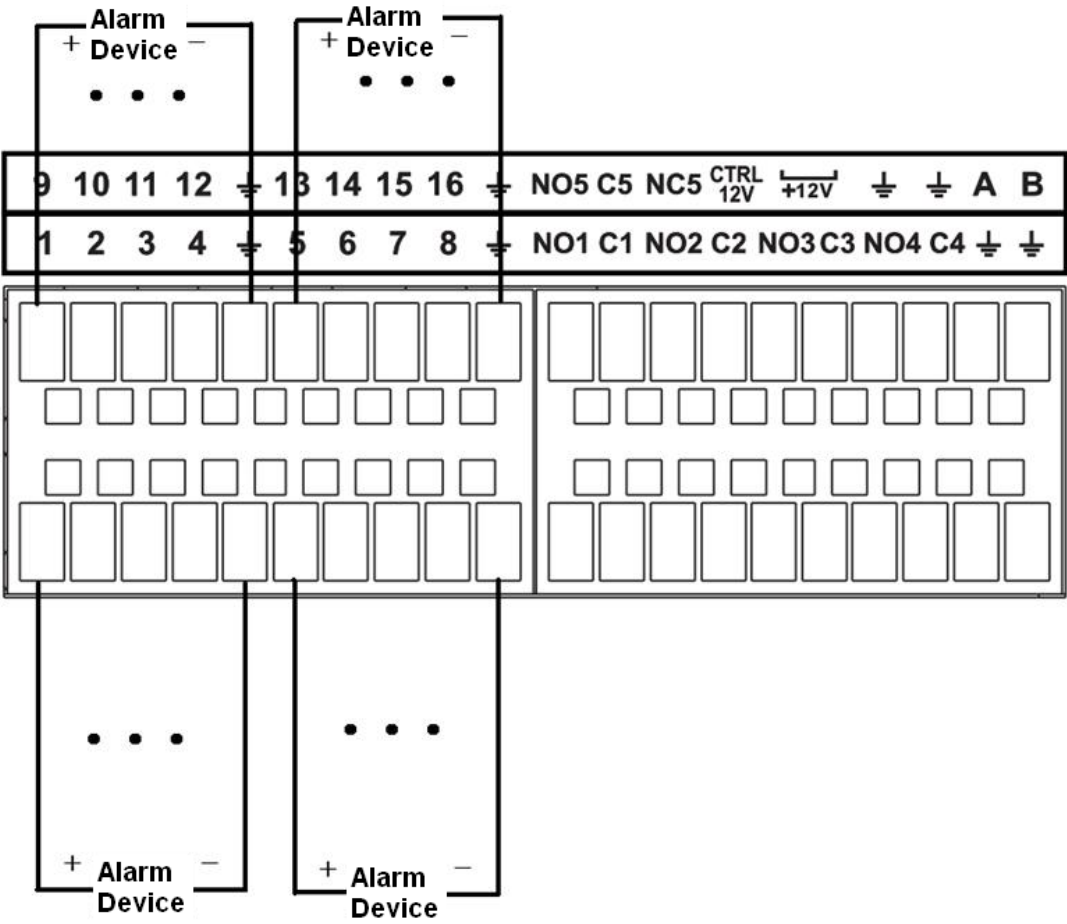 Alarm
+ Device −
Alarm
+ Device −
9 10 11 12 ⏚ 13 14 15 16 ⏚ NO5 C5 NC5 CTRL 12V +12V ⏚ ⏚ A B
1 2 3 4 ⏚ 5 6 7 8 ⏚ NO1 C1 NO2 C2 NO3 C3 NO4 C4 ⏚ ⏚
+ Alarm −
Device
+ Alarm −
Device